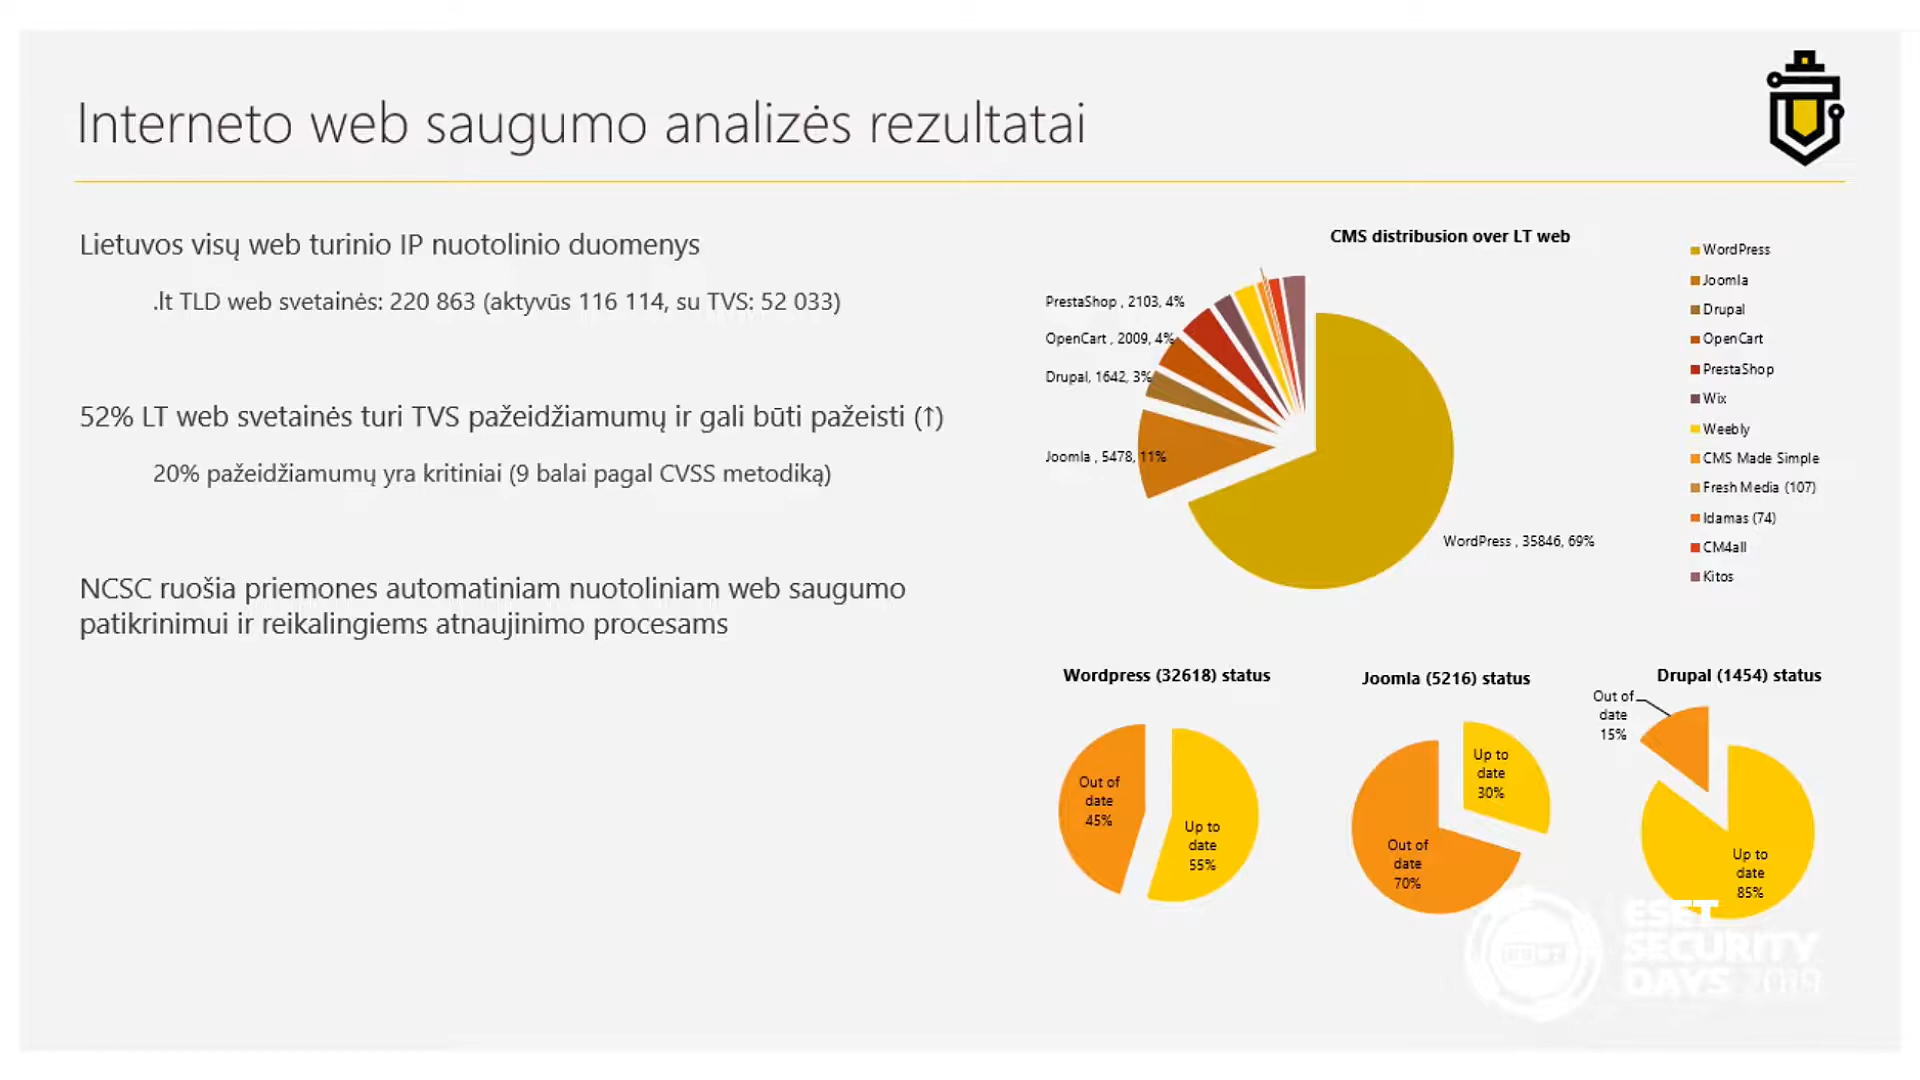 Interneto web saugumo analizės rezultatai
Lietuvos visų web turinio IP nuotolinio duomenys
.lt TLD web svetainės: 220 863 (aktyvūs 116 114, su TVS: 52 033)
52% LT web svetainės turi TVS pažeidžiamumų ir gali būti pažeisti (↑)
20% pažeidžiamumų yra kritiniai (9 balai pagal CVSS metodiką)
NCSC ruošia priemones automatiniam nuotoliniam web saugumo
patikrinimui ir reikalingiems atnaujinimo procesams
CMS distribusion over LT web
PrestaShop , 2103, 4%
OpenCart , 2009, 4%
Drupal, 1642, 3%
Joomla , 5478, 11%
WordPress , 35846, 69%
WordPress
Joomla
Drupal
OpenCart
PrestaShop
Wix
Weebly
CMS Made Simple
Fresh Media (107)
Idamas (74)
CM4all
Kitos
Wordpress (32618) status
Out of
date
45%
Up to
date
55%
Joomla (5216) status
Up to
date
30%
Out of
date
70%
Drupal (1454) status
Out of
date
15%
Up to
date
85%
ESET
SECURITY
DAYS 2019